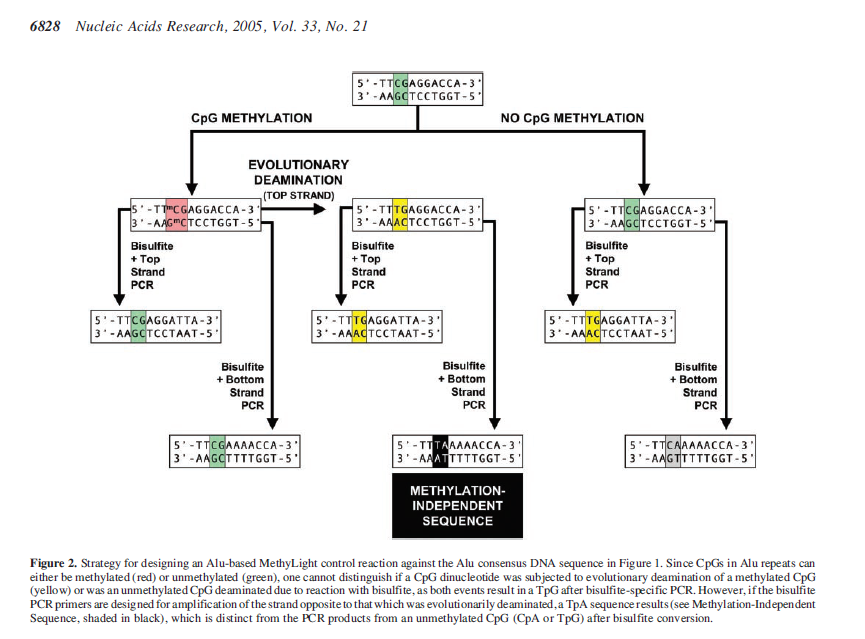 6828 Nucleic Acids Research, 2005, Vol. 33, No. 21
5'-TTCGAGGACCA-3'
3'-AAGCTCCTGGT-5'
CpG METHYLATION
NO CpG METHYLATION
EVOLUTIONARY
DEAMINATION
(TOP STRAND)
5'-TTmCGAGGACCA-3'
3'-AAGmCTCCTGGT-5'
5'-TTTGAGGACCA-3'
3'-AAACTCCTGGT-5'
5'-TTCGAGGACCA-3'
3'-AAGCTCCTGGT-5'
Bisulfite
+ Top
Strand
PCR
Bisulfite
+ Top
Strand
PCR
Bisulfite
+ Top
Strand
PCR
5'-TTCGAGGATTA-3'
3'-AAGCTCCTAAT-5'
5'-TTTGAGGATTA-3'
3'-AAACTCCTAAT-5'
5'-TTTGAGGATTA-3'
3'-AAACTCCTAAT-5'
Bisulfite
+ Bottom
Strand
PCR
Bisulfite
+ Bottom
Strand
PCR
Bisulfite
+ Bottom
Strand
PCR
5'-TTCGAAAACCA-3'
3'-AAGCTTTTGGT-5'
5'-TTTAAAAACCA-3'
3'-AAATTTTTGGT-5'
5'-TTCAAAAACCA-3'
3'-AAGTTTTTGGT-5'
METHYLATION-
INDEPENDENT
SEQUENCE
Figure 2. Strategy for designing an Alu-based MethyLight control reaction against the Alu consensus DNA sequence in Figure 1. Since CpGs in Alu repeats can
either be methylated (red) or unmethylated (green), one cannot distinguish if a CpG dinucleotide was subjected to evolutionary deamination of a methylated CpG
(yellow) or was an unmethylated CpG deaminated due to reaction with bisulfite, as both events result in a TpG after bisulfite-specific PCR. However, if the bisulfite
PCR primers are designed for amplification of the strand opposite to that which was evolutionarily deaminated, a TpA sequence results (see Methylation-Independent
Sequence, shaded in black), which is distinct from the PCR products from an unmethylated CpG (CpA or TpG) after bisulfite conversion.